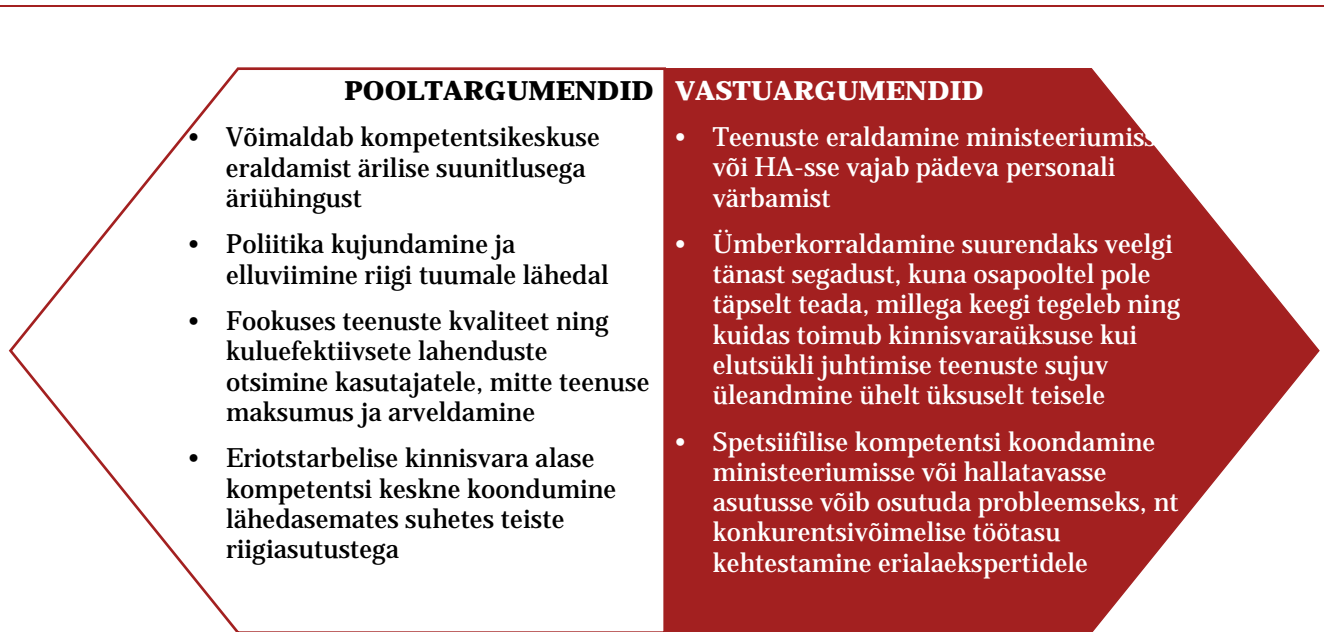 POOLTARGUMENDID
• Võimaldab kompetentsikeskuse
eraldamist ärilise suunitlusega
äriühingust
• Poliitika kujundamine ja
elluviimine riigi tuumale lähedal
• Fookuses teenuste kvaliteet ning
kuluefektiivsete lahenduste
otsimine kasutajatele, mitte teenuse
maksumus ja arveldamine
• Eriotstarbelise kinnisvara alase
kompetentsi keskne koondumine
lähedasemates suhetes teiste
riigiasutustega
VASTUARGUMENDID
• Teenuste eraldamine ministeeriumiss
või HA-sse vajab pädeva personali
värbamist
• Ümberkorraldamine suurendaks veelgi
tänast segadust, kuna osapooltel pole
täpselt teada, millega keegi tegeleb ning
kuidas toimub kinnisvaraüksuse kui
elutsükli juhtimise teenuste sujuv
üleandmine ühelt üksuselt teisele
• Spetsiifilise kompetentsi koondamine
ministeeriumisse või hallatavasse
asutusse võib osutuda probleemseks, nt
konkurentsivõimelise töötasu
kehtestamine erialaekspertidele